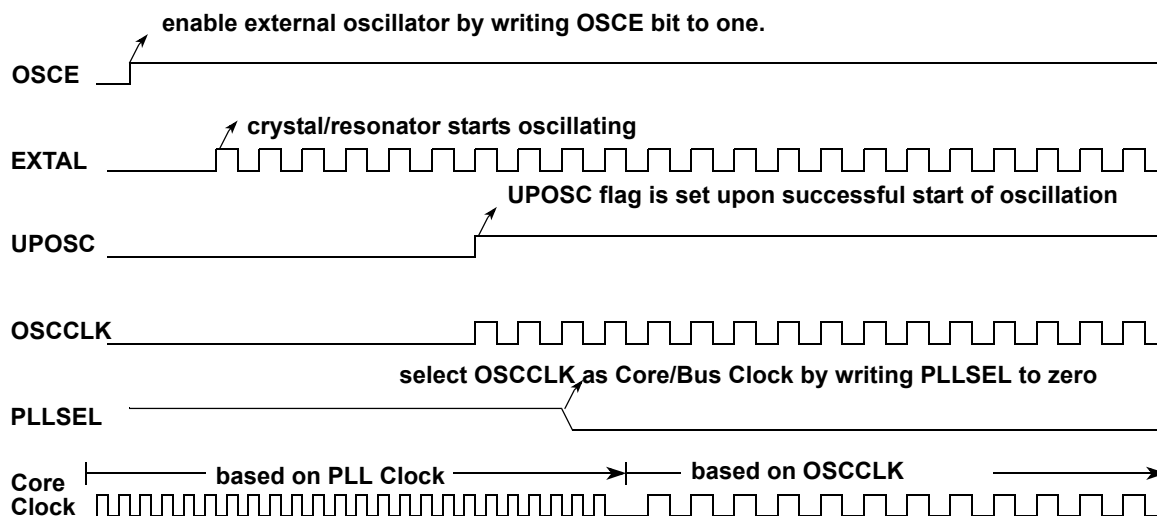 enable external oscillator by writing OSCE bit to one.
OSCE
crystal/resonator starts oscillating
EXTAL
UPOSC flag is set upon successful start of oscillation
UPOSC
OSCCLK
select OSCCLK as Core/Bus Clock by writing PLLSEL to zero
PLLSEL
based on PLL Clock
based on OSCCLK
Core
Clock